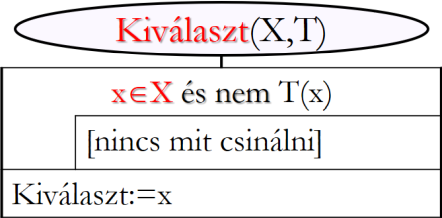 Kiválaszt(X,T)
x∈X és nem T(x)
[nincs mit csinálni]
Kiválaszt:=x